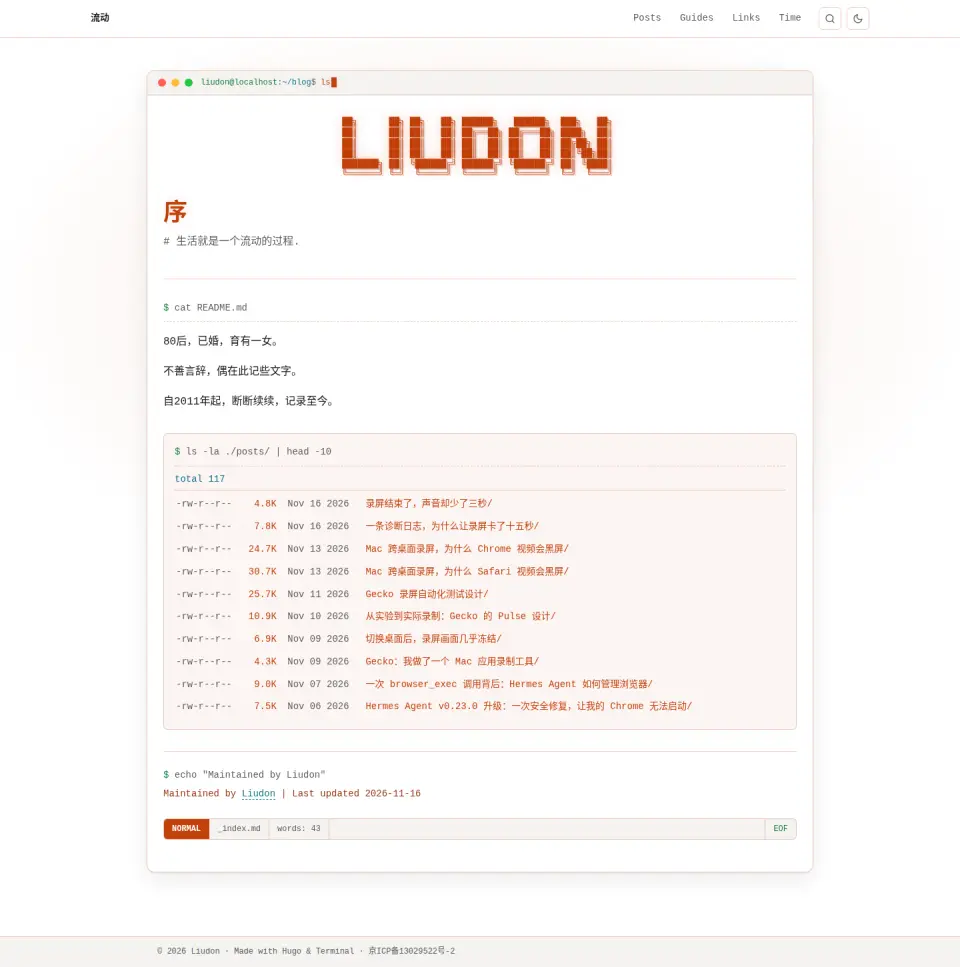 流动
Posts Guides Links Time
liudon@localhost:~/blog$ ls
LIUDON
序
# 生活就是一个流动的过程.
$ cat README.md
80后，已婚，育有一女。
不善言辞，偶在此记些文字。
自2011年起，断断续续，记录至今。
$ ls -la ./posts/ | head -10
total 117
-rw-r--r-- 4.8K Nov 16 2026 录屏结束了，声音却少了三秒/
-rw-r--r-- 7.8K Nov 16 2026 一条诊断日志，为什么让录屏卡了十五秒/
-rw-r--r-- 24.7K Nov 13 2026 Mac 跨桌面录屏，为什么 Chrome 视频会黑屏/
-rw-r--r-- 30.7K Nov 13 2026 Mac 跨桌面录屏，为什么 Safari 视频会黑屏/
-rw-r--r-- 25.7K Nov 11 2026 Gecko 录屏自动化测试设计/
-rw-r--r-- 10.9K Nov 10 2026 从实验到实际录制：Gecko 的 Pulse 设计/
-rw-r--r-- 6.9K Nov 09 2026 切换桌面后，录屏画面几乎冻结/
-rw-r--r-- 4.3K Nov 09 2026 Gecko：我做了一个 Mac 应用录制工具/
-rw-r--r-- 9.0K Nov 07 2026 一次 browser_exec 调用背后：Hermes Agent 如何管理浏览器/
-rw-r--r-- 7.5K Nov 06 2026 Hermes Agent v0.23.0 升级：一次安全修复，让我的 Chrome 无法启动/
$ echo "Maintained by Liudon"
Maintained by Liudon | Last updated 2026-11-16
NORMAL _index.md words: 43 EOF
© 2026 Liudon · Made with Hugo & Terminal · 京ICP备13029522号-2